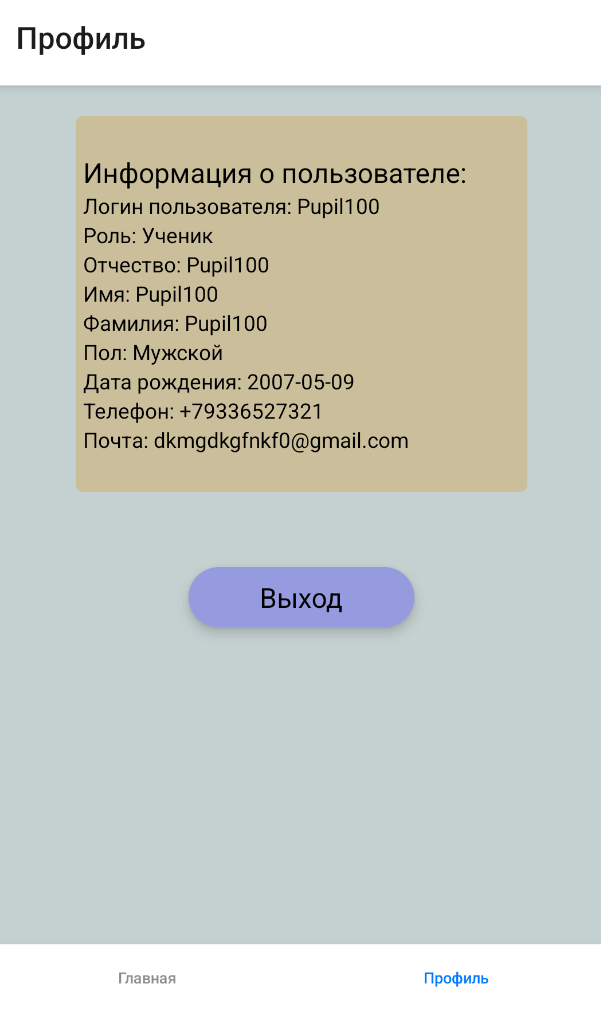 Профиль
Информация о пользователе:
Логин пользователя: Pupil100
Роль: Ученик
Отчество: Pupil100
Имя: Pupil100
Фамилия: Pupil100
Пол: Мужской
Дата рождения: 2007-05-09
Телефон: +79336527321
Почта: dkmgdkgfnkf0@gmail.com
Выход
Главная
Профиль